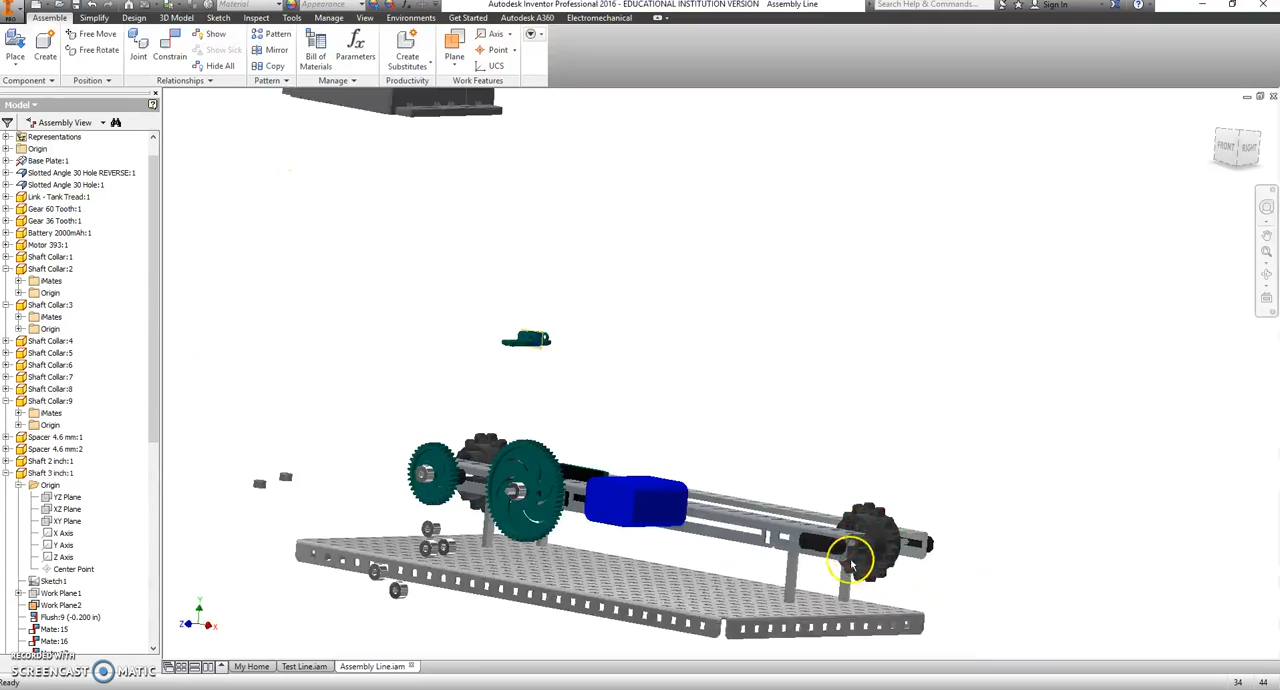 Autodesk Inventor Professional 2016 - EDUCATIONAL INSTITUTION VERSION Assembly Line
Search Help & Commands...
Sign In
Material
Appearance
PRO
Assemble Simplify Design 3D Model Sketch Inspect Tools Manage View Environments Get Started Autodesk A360 Electromechanical
Place
Create
Free Move
Free Rotate
Joint
Constrain
Show
Show Sick
Hide All
Pattern
Mirror
Copy
Bill of
Materials
Parameters
Create
Substitutes
Plane
Axis
Point
UCS
Component Position Relationships Pattern Manage Productivity Work Features
Model
Assembly View
Representations
Origin
Base Plate:1
Slotted Angle 30 Hole REVERSE:1
Slotted Angle 30 Hole:1
Link - Tank Tread:1
Gear 60 Tooth:1
Gear 36 Tooth:1
Battery 2000mAh:1
Motor 393:1
Shaft Collar:1
Shaft Collar:2
iMates
Origin
Shaft Collar:3
iMates
Origin
Shaft Collar:4
Shaft Collar:5
Shaft Collar:6
Shaft Collar:7
Shaft Collar:8
Shaft Collar:9
iMates
Origin
Spacer 4.6 mm:1
Spacer 4.6 mm:2
Shaft 2 inch:1
Shaft 3 inch:1
Origin
YZ Plane
XZ Plane
XY Plane
X Axis
Y Axis
Z Axis
Center Point
Sketch1
Work Plane1
Work Plane2
Flush:9 (-0.200 in)
Mate:15
Mate:16
FRONT RIGHT
Y
Z X
RECORDED WITH
SCREENCAST MATIC
My Home Test Line.iam Assembly Line.iam
Ready
34 44